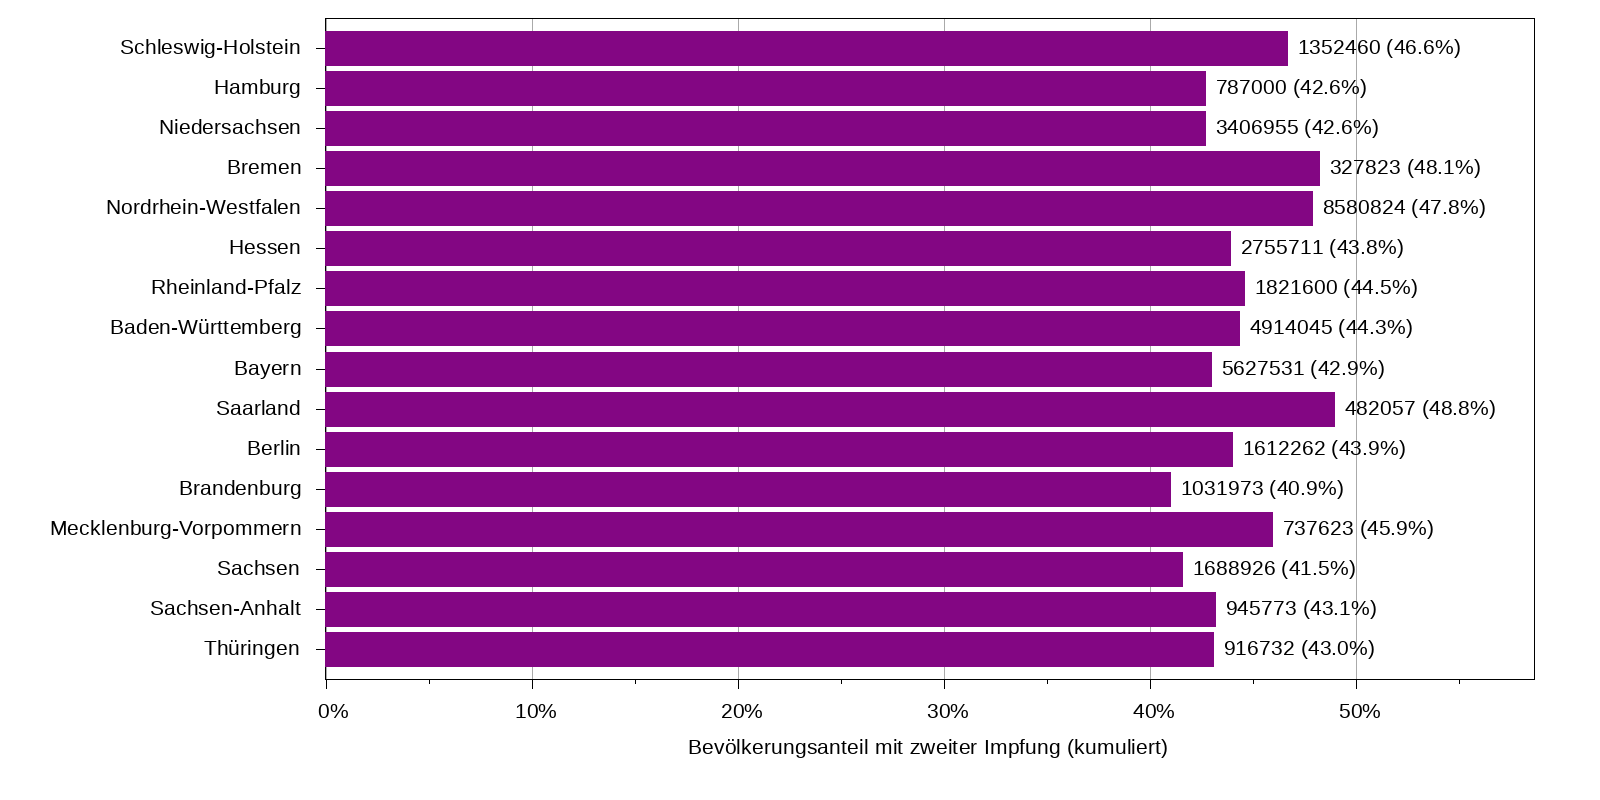 Schleswig-Holstein 1352460 (46.6%)
Hamburg 787000 (42.6%)
Niedersachsen 3406955 (42.6%)
Bremen 327823 (48.1%)
Nordrhein-Westfalen 8580824 (47.8%)
Hessen 2755711 (43.8%)
Rheinland-Pfalz 1821600 (44.5%)
Baden-Württemberg 4914045 (44.3%)
Bayern 5627531 (42.9%)
Saarland 482057 (48.8%)
Berlin 1612262 (43.9%)
Brandenburg 1031973 (40.9%)
Mecklenburg-Vorpommern 737623 (45.9%)
Sachsen 1688926 (41.5%)
Sachsen-Anhalt 945773 (43.1%)
Thüringen 916732 (43.0%)
0% 10% 20% 30% 40% 50%
Bevölkerungsanteil mit zweiter Impfung (kumuliert)